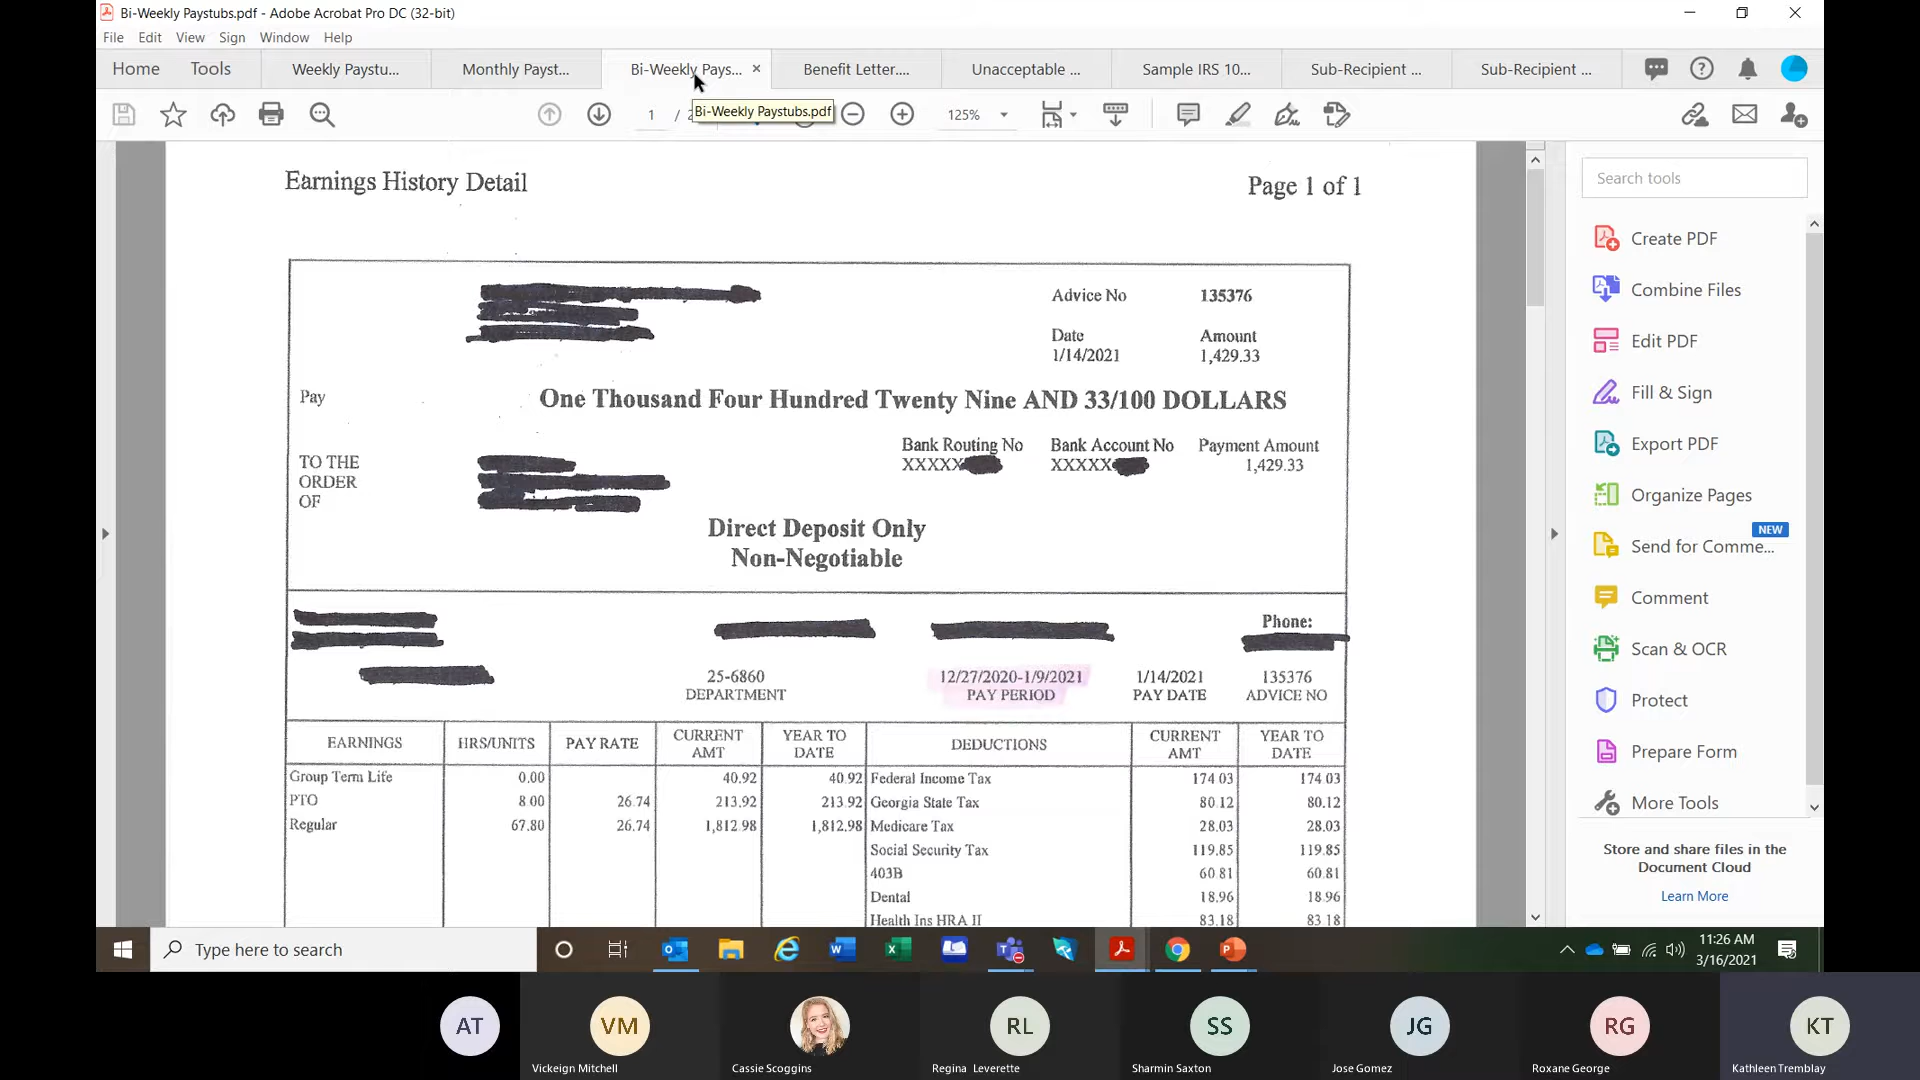 Bi-Weekly Paystubs.pdf - Adobe Acrobat Pro DC (32-bit)
File Edit View Sign Window Help
Home Tools Weekly Paystu... Monthly Payst... Bi-Weekly Pays... × Benefit Letter.... Unacceptable ... Sample IRS 10... Sub-Recipient ... Sub-Recipient ...
1 / 2 Bi-Weekly Paystubs.pdf 125%
Earnings History Detail Page 1 of 1
Advice No 135376
Date Amount
1/14/2021 1,429.33
Pay One Thousand Four Hundred Twenty Nine AND 33/100 DOLLARS
Bank Routing No Bank Account No Payment Amount
XXXXX XXXXX 1,429.33
TO THE
ORDER
OF
Direct Deposit Only
Non-Negotiable
Phone:
25-6860 12/27/2020-1/9/2021 1/14/2021 135376
DEPARTMENT PAY PERIOD PAY DATE ADVICE NO
EARNINGS HRS/UNITS PAY RATE CURRENT AMT YEAR TO DATE DEDUCTIONS CURRENT AMT YEAR TO DATE
Group Term Life 0.00 40.92 40.92 Federal Income Tax 174 03 174 03
PTO 8.00 26.74 213.92 213 92 Georgia State Tax 80.12 80.12
Regular 67.80 26.74 1,812.98 1,812.98 Medicare Tax 28.03 28.03
Social Security Tax 119.85 119.85
403B 60.81 60.81
Dental 18.96 18.96
Health Ins HRA II 83.18 83 18
Search tools
Create PDF
Combine Files
Edit PDF
Fill & Sign
Export PDF
Organize Pages
NEW
Send for Comme...
Comment
Scan & OCR
Protect
Prepare Form
More Tools
Store and share files in the
Document Cloud
Learn More
Type here to search
11:26 AM
3/16/2021
AT VM RL SS JG RG KT
Vickeign Mitchell Cassie Scoggins Regina Leverette Sharmin Saxton Jose Gomez Roxane George Kathleen Tremblay